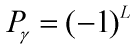 P_γ = (−1)^L